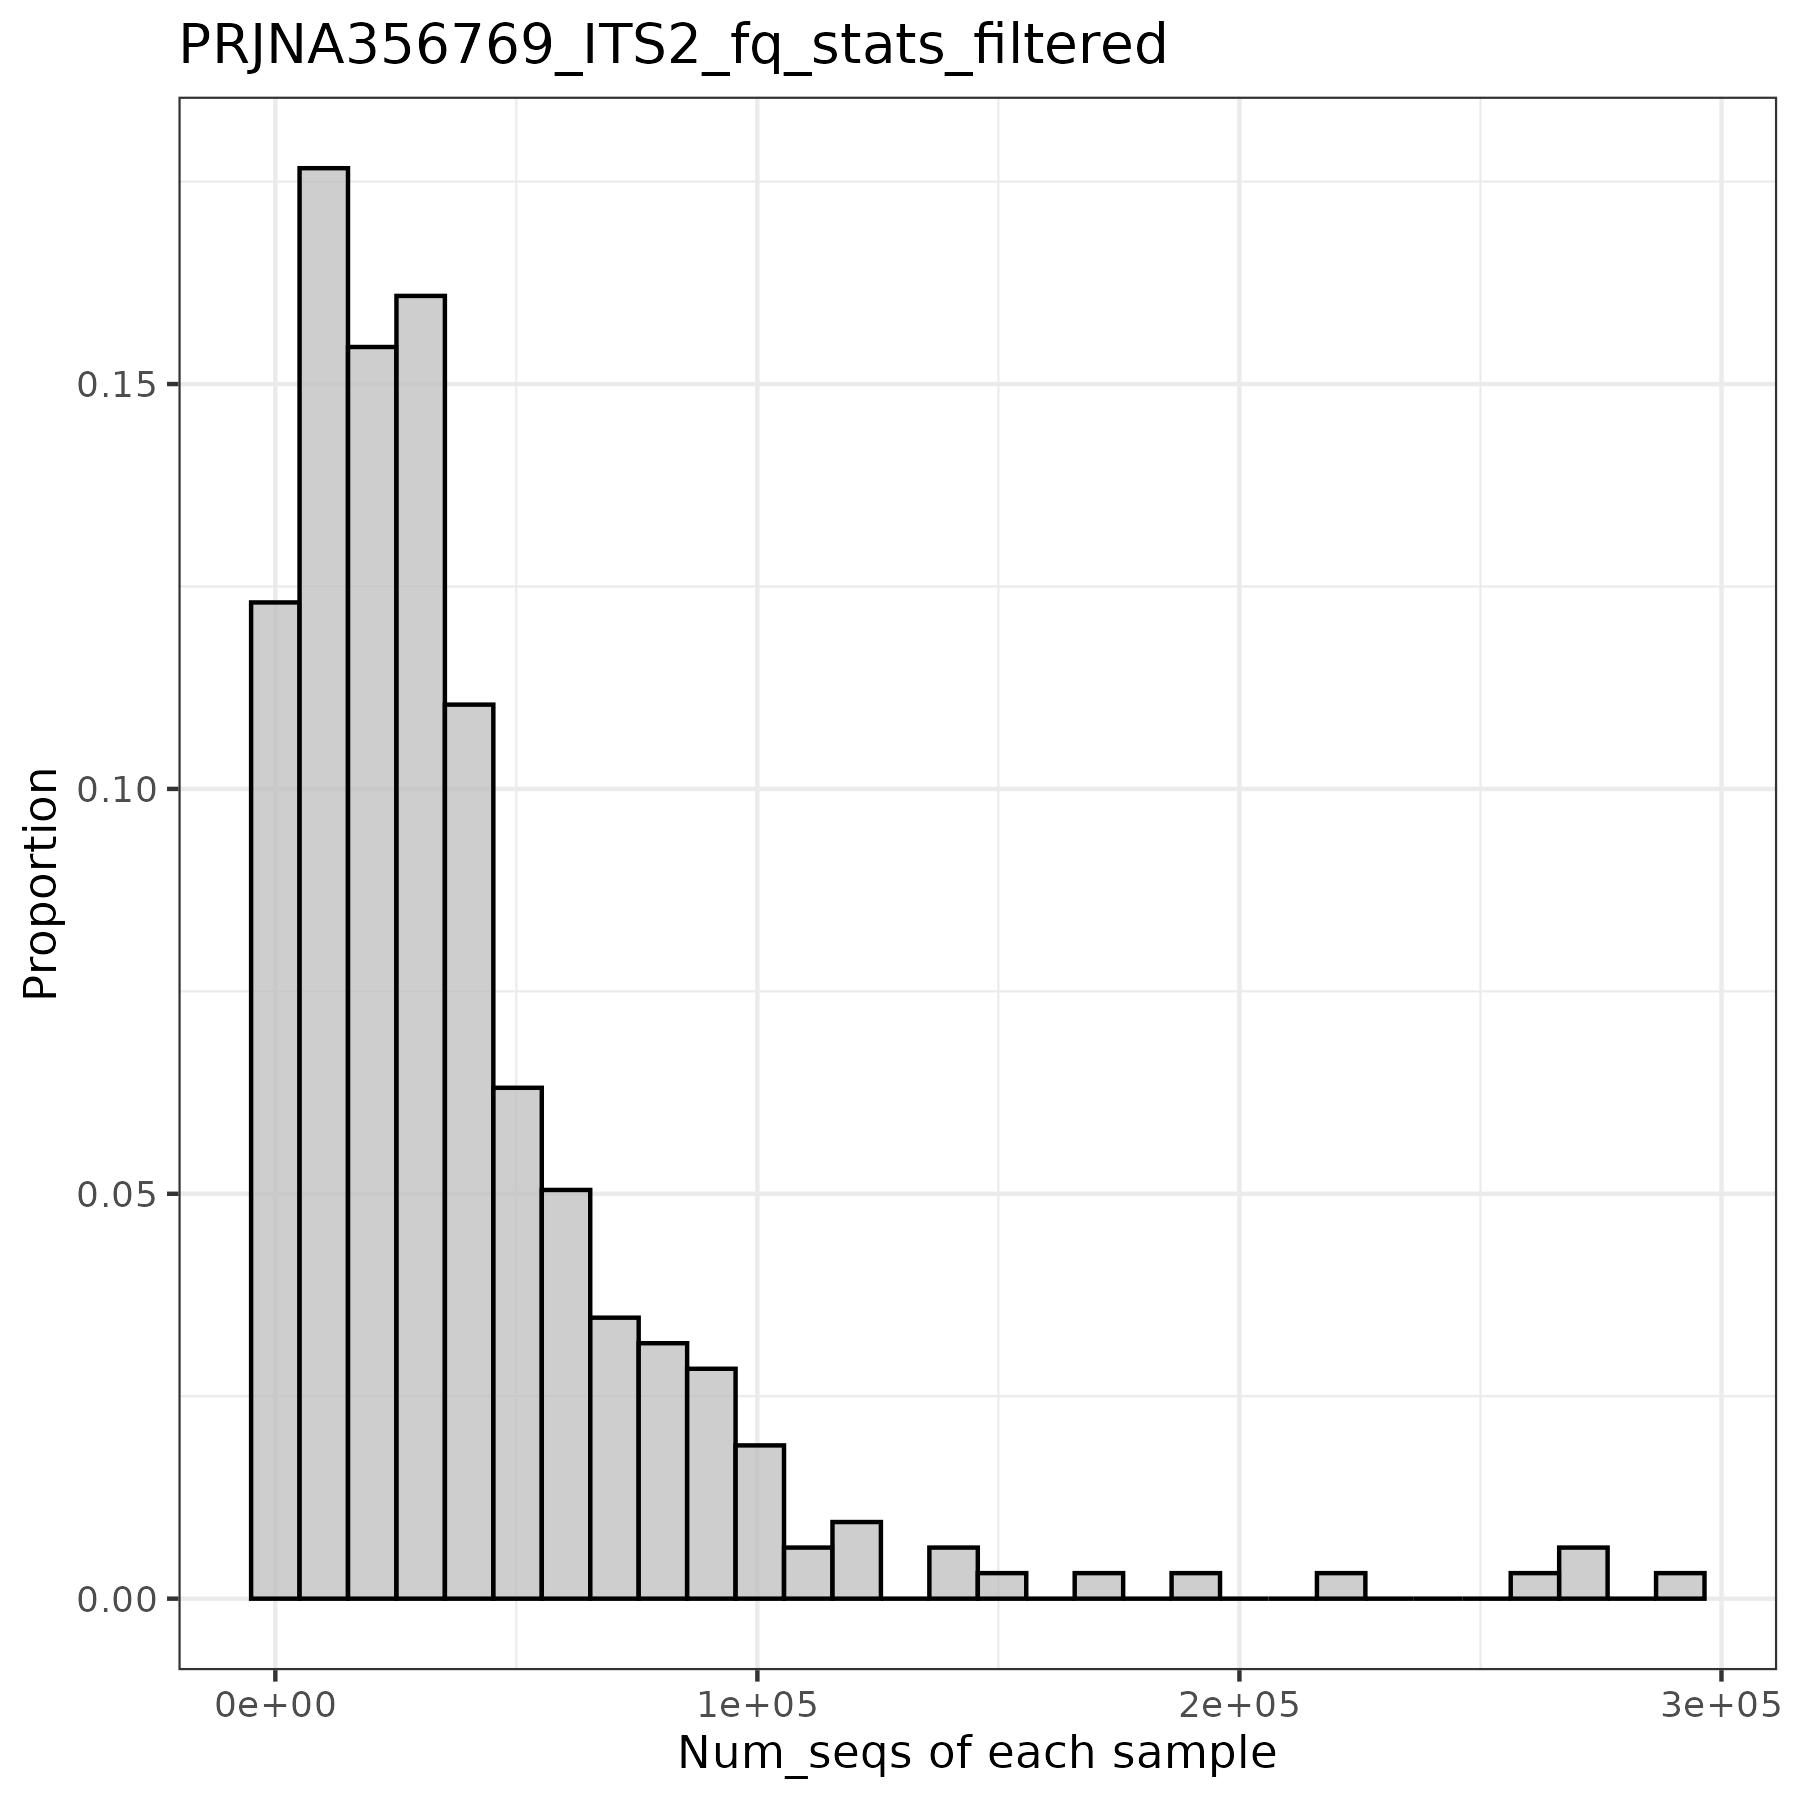 PRJNA356769_ITS2_fq_stats_filtered
Proportion
0.15
0.10
0.05
0.00
0e+00 1e+05 2e+05 3e+05
Num_seqs of each sample